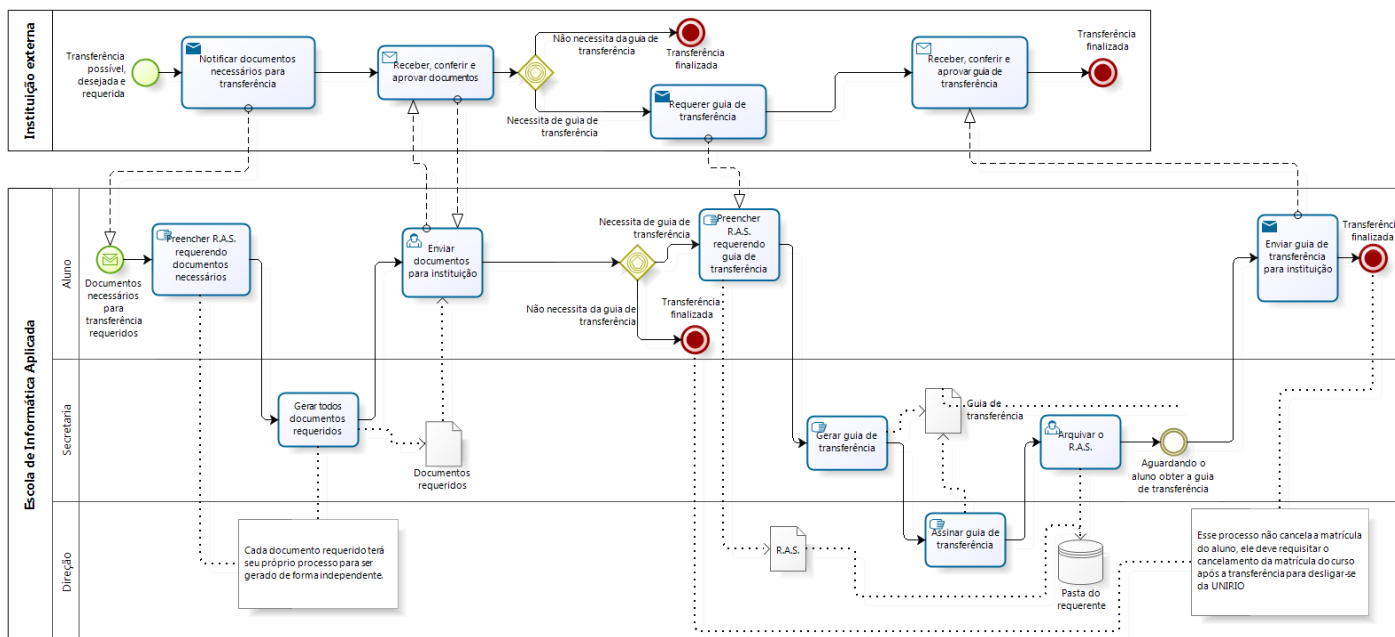 Instituição externa
Transferência
possível,
desejada e
requerida
Notificar documentos
necessários para
transferência
Receber, conferir e
aprovar documentos
Não necessita da guia de
transferência
Transferência
finalizada
Necessita de guia de
transferência
Requerer guia de
transferência
Receber, conferir e
aprovar guia de
transferência
Transferência
finalizada
Escola de Informática Aplicada
Aluno
Documentos
necessários
para
transferência
requeridos
Preencher R.A.S.
requerendo
documentos
necessários
Enviar
documentos
para instituição
Necessita de guia de
transferência
Não necessita da guia de
transferência
Transferência
finalizada
Preencher
R.A.S.
requerendo
guia de
transferência
Enviar guia de
transferência
para instituição
Transferência
finalizada
Secretaria
Gerar todos
documentos
requeridos
Documentos
requeridos
Gerar guia de
transferência
Guia de
transferência
Arquivar o
R.A.S.
Aguardando o
aluno obter a guia
de transferência
Direção
Cada documento requerido terá
seu próprio processo para ser
gerado de forma independente.
R.A.S.
Assinar guia de
transferência
Pasta do
requerente
Esse processo não cancela a matrícula
do aluno, ele deve requisitar o
cancelamento da matrícula do curso
após a transferência para desligar-se
da UNIRIO